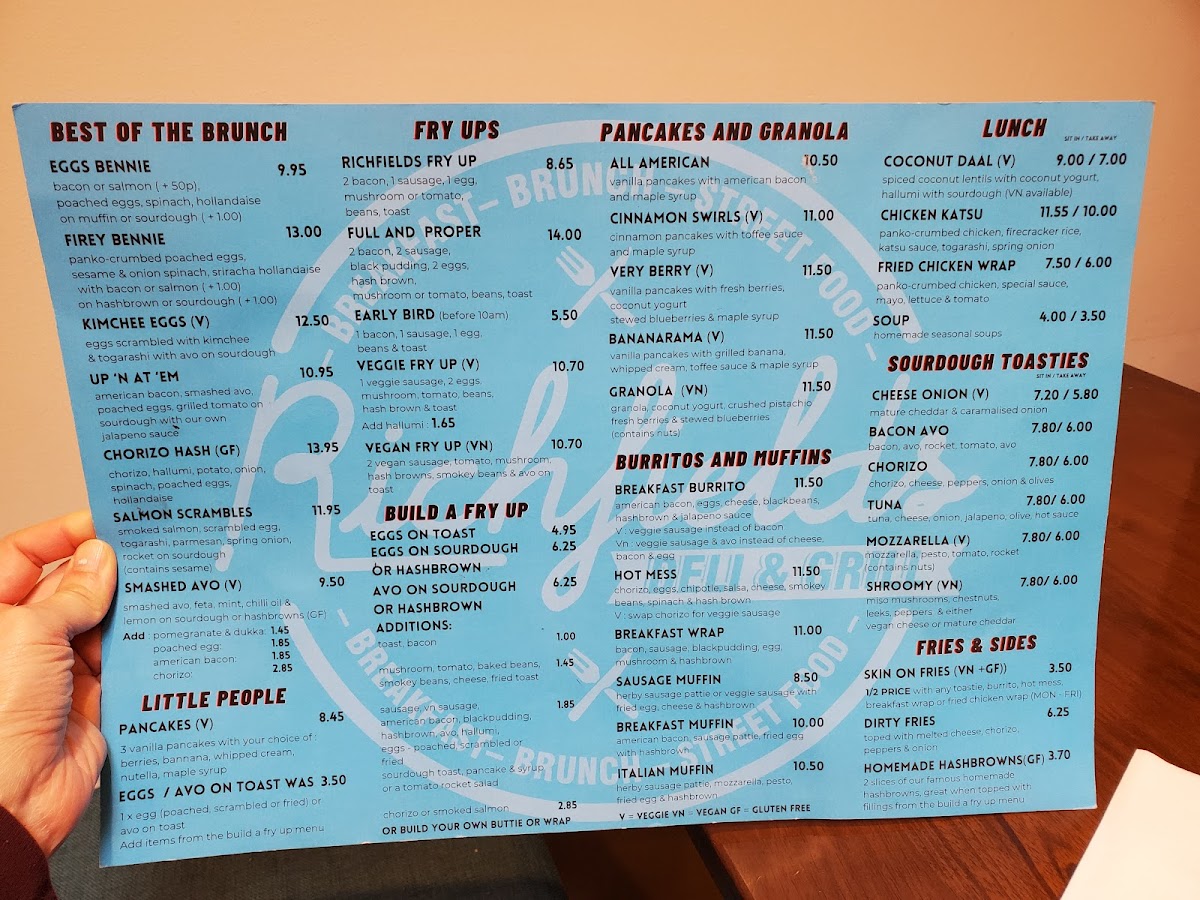 BEST OF THE BRUNCH
EGGS BENNIE 9.95
bacon or salmon ( + 50p),
poached eggs, spinach, hollandaise
on muffin or sourdough ( + 1.00)
FIREY BENNIE 13.00
panko-crumbed poached eggs,
sesame & onion spinach, sriracha hollandaise
with bacon or salmon ( + 1.00)
on hashbrown or sourdough ( + 1.00)
KIMCHEE EGGS (V) 12.50
eggs scrambled with kimchee
& togarashi with avo on sourdough
UP 'N AT 'EM 10.95
american bacon, smashed avo,
poached eggs, grilled tomato on
sourdough with our own
jalapeno sauce
CHORIZO HASH (GF) 13.95
chorizo, hallumi, potato, onion,
spinach, poached eggs,
hollandaise
SALMON SCRAMBLES 11.95
smoked salmon, scrambled egg,
togarashi, parmesan, spring onion,
rocket on sourdough
(contains sesame)
SMASHED AVO (V) 9.50
smashed avo, feta, mint, chilli oil &
lemon on sourdough or hashbrowns (GF)
Add : pomegranate & dukka: 1.45
poached egg: 1.85
american bacon: 1.85
chorizo: 2.85
LITTLE PEOPLE
PANCAKES (V) 8.45
3 vanilla pancakes with your choice of :
berries, bannana, whipped cream,
nutella, maple syrup
EGGS / AVO ON TOAST WAS 3.50
1 x egg (poached, scrambled or fried) or
avo on toast
Add items from the build a fry up menu
FRY UPS
RICHFIELDS FRY UP 8.65
2 bacon, 1 sausage, 1 egg,
mushroom or tomato,
beans, toast
FULL AND PROPER 14.00
2 bacon, 2 sausage,
black pudding, 2 eggs,
hash brown,
mushroom or tomato, beans, toast
EARLY BIRD (before 10am) 5.50
1 bacon, 1 sausage, 1 egg,
beans & toast
VEGGIE FRY UP (V) 10.70
1 veggie sausage, 2 eggs,
mushroom, tomato, beans,
hash brown & toast
Add hallumi : 1.65
VEGAN FRY UP (VN) 10.70
2 vegan sausage, tomato, mushroom,
hash browns, smokey beans & avo on
toast
BUILD A FRY UP
EGGS ON TOAST 4.95
EGGS ON SOURDOUGH 6.25
OR HASHBROWN
AVO ON SOURDOUGH 6.25
OR HASHBROWN
ADDITIONS:
toast, bacon 1.00
mushroom, tomato, baked beans, 1.45
smokey beans, cheese, fried toast
sausage, vn sausage, 1.85
american bacon, blackpudding,
hashbrown, avo, hallumi,
eggs - poached, scrambled or
fried
sourdough toast, pancake & syrup
or a tomato rocket salad
chorizo or smoked salmon 2.85
OR BUILD YOUR OWN BUTTIE OR WRAP
PANCAKES AND GRANOLA
ALL AMERICAN 10.50
vanilla pancakes with american bacon
and maple syrup
CINNAMON SWIRLS (V) 11.00
cinnamon pancakes with toffee sauce
and maple syrup
VERY BERRY (V) 11.50
vanilla pancakes with fresh berries,
coconut yogurt
stewed blueberries & maple syrup
BANANARAMA (V) 11.50
vanilla pancakes with grilled banana,
whipped cream, toffee sauce & maple syrup
GRANOLA (VN) 11.50
granola, coconut yogurt, crushed pistachio
fresh berries & stewed blueberries
(contains nuts)
BURRITOS AND MUFFINS
BREAKFAST BURRITO 11.50
american bacon, eggs, cheese, blackbeans,
hashbrown & jalapeno sauce
V : veggie sausage instead of bacon
Vn : veggie sausage & avo instead of cheese,
bacon & egg
HOT MESS 11.50
chorizo, eggs, chipotle, salsa, cheese, smokey
beans, spinach & hash brown
V : swap chorizo for veggie sausage
BREAKFAST WRAP 11.00
bacon, sausage, blackpudding, egg,
mushroom & hashbrown
SAUSAGE MUFFIN 8.50
herby sausage pattie or veggie sausage with
fried egg, cheese & hashbrown
BREAKFAST MUFFIN 10.00
american bacon, sausage pattie, fried egg
with hashbrown
ITALIAN MUFFIN 10.50
herby sausage pattie, mozzarella, pesto,
fried egg & hashbrown
V = VEGGIE VN = VEGAN GF = GLUTEN FREE
LUNCH
SIT IN / TAKE AWAY
COCONUT DAAL (V) 9.00 / 7.00
spiced coconut lentils with coconut yogurt,
hallumi with sourdough (VN available)
CHICKEN KATSU 11.55 / 10.00
panko-crumbed chicken, firecracker rice,
katsu sauce, togarashi, spring onion
FRIED CHICKEN WRAP 7.50 / 6.00
panko-crumbed chicken, special sauce,
mayo, lettuce & tomato
SOUP 4.00 / 3.50
homemade seasonal soups
SOURDOUGH TOASTIES
SIT IN / TAKE AWAY
CHEESE ONION (V) 7.20 / 5.80
mature cheddar & caramalised onion
BACON AVO 7.80/ 6.00
bacon, avo, rocket, tomato, avo
CHORIZO 7.80/ 6.00
chorizo, cheese, peppers, onion & olives
TUNA 7.80/ 6.00
tuna, cheese, onion, jalapeno, olive, hot sauce
MOZZARELLA (V) 7.80/ 6.00
mozzarella, pesto, tomato, rocket
(contains nuts)
SHROOMY (VN) 7.80/ 6.00
miso mushrooms, chestnuts,
leeks, peppers & either
vegan cheese or mature cheddar
FRIES & SIDES
SKIN ON FRIES (VN +GF)) 3.50
1/2 PRICE with any toastie, burrito, hot mess,
breakfast wrap or fried chicken wrap (MON - FRI)
DIRTY FRIES 6.25
toped with melted cheese, chorizo,
peppers & onion
HOMEMADE HASHBROWNS(GF) 3.70
2 slices of our famous homemade
hashbrowns, great when topped with
fillings from the build a fry up menu
– BREAKFAST – BRUNCH – STREET FOOD –
Richfields
DELI & GRILL
– BREAKFAST – BRUNCH – STREET FOOD –